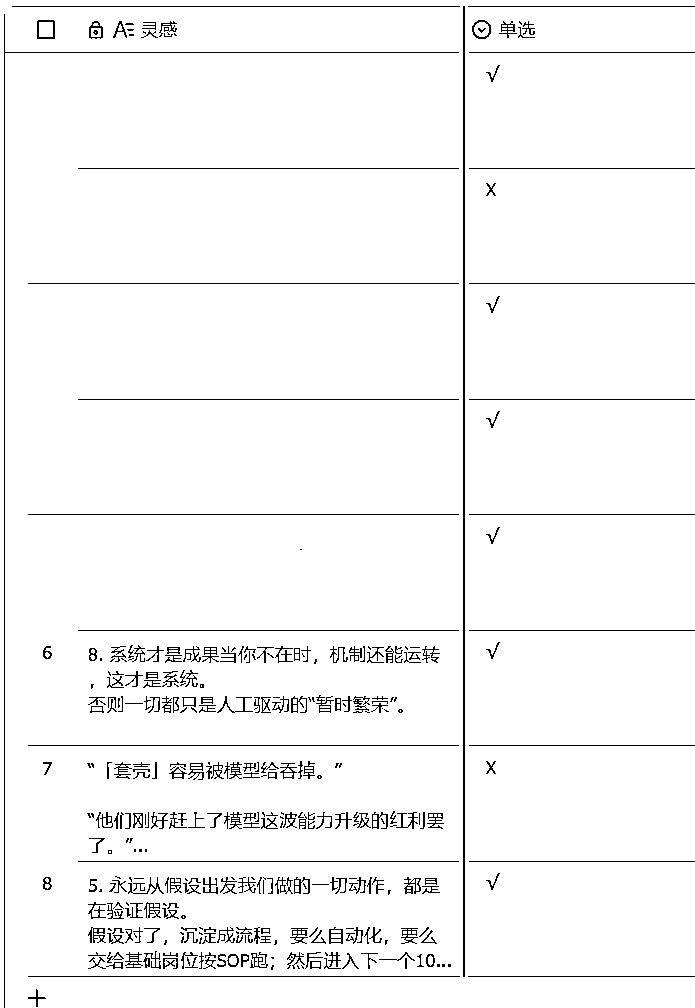 灵感 单选
√
X
√
√
√
6 8. 系统才是成果当你不在时，机制还能运转 √
，这才是系统。
否则一切都只是人工驱动的“暂时繁荣”。
7 “「套壳」容易被模型给吞掉。” X
“他们刚好赶上了模型这波能力升级的红利罢
了。”...
8 5. 永远从假设出发我们做的一切动作，都是 √
在验证假设。
假设对了，沉淀成流程，要么自动化，要么
交给基础岗位按SOP跑；然后进入下一个10...